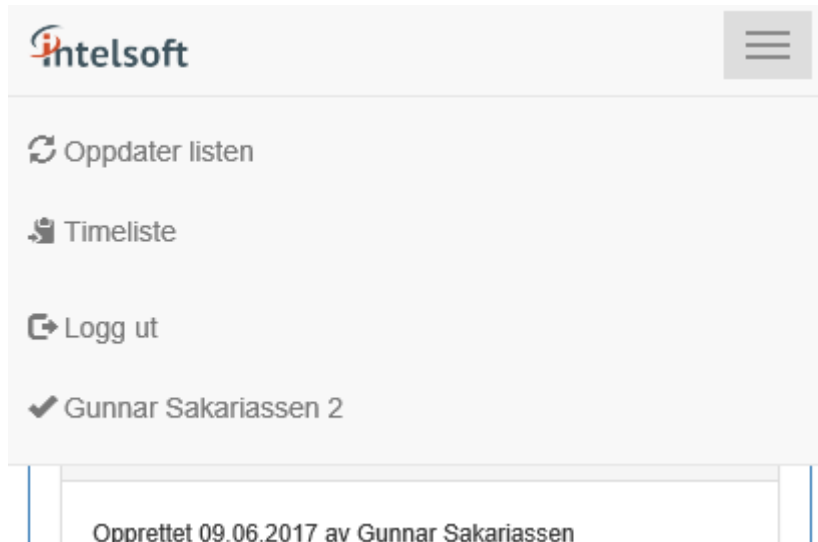 intelsoft
Oppdater listen
Timeliste
Logg ut
Gunnar Sakariassen 2
Opprettet 09.06.2017 av Gunnar Sakariassen